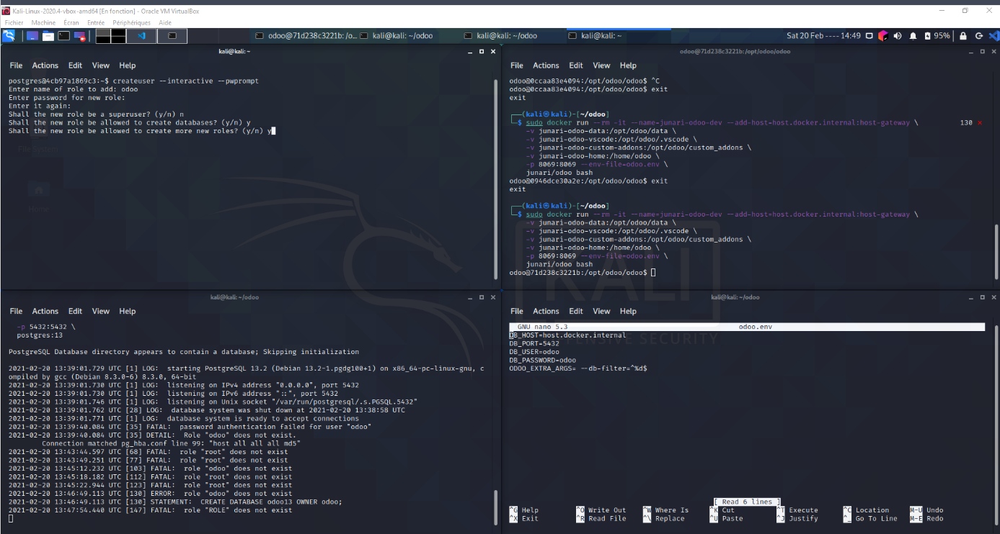 Kali-Linux-2020.4-vbox-amd64 [En fonction] - Oracle VM VirtualBox
Fichier Machine Écran Entrée Périphériques Aide
odoo@71d238c3221b: /o... kali@kali: ~/odoo kali@kali: ~/odoo kali@kali: ~ Sat 20 Feb ---- 14:49 95%
kali@kali: ~
File Actions Edit View Help
postgres@4cb97a1869c3:~$ createuser --interactive --pwprompt
Enter name of role to add: odoo
Enter password for new role:
Enter it again:
Shall the new role be a superuser? (y/n) n
Shall the new role be allowed to create databases? (y/n) y
Shall the new role be allowed to create more new roles? (y/n) y
File System
Home
odoo@71d238c3221b:/opt/odoo/odoo
File Actions Edit View Help
odoo@0ccaa83e4094:/opt/odoo/odoo$ ^C
odoo@0ccaa83e4094:/opt/odoo/odoo$ exit
exit
(kali㉿kali)-[~/odoo]
$ sudo docker run --rm -it --name=junari-odoo-dev --add-host=host.docker.internal:host-gateway \ 130 ⨯
-v junari-odoo-data:/opt/odoo/data \
-v junari-odoo-vscode:/opt/odoo/.vscode \
-v junari-odoo-custom-addons:/opt/odoo/custom_addons \
-v junari-odoo-home:/home/odoo \
-p 8069:8069 --env-file=odoo.env \
junari/odoo bash
odoo@0946dce30a2e:/opt/odoo/odoo$ exit
exit
(kali㉿kali)-[~/odoo]
$ sudo docker run --rm -it --name=junari-odoo-dev --add-host=host.docker.internal:host-gateway \
-v junari-odoo-data:/opt/odoo/data \
-v junari-odoo-vscode:/opt/odoo/.vscode \
-v junari-odoo-custom-addons:/opt/odoo/custom_addons \
-v junari-odoo-home:/home/odoo \
-p 8069:8069 --env-file=odoo.env \
junari/odoo bash
odoo@71d238c3221b:/opt/odoo/odoo$
KALI
kali@kali: ~/odoo
File Actions Edit View Help
-p 5432:5432 \
postgres:13
PostgreSQL Database directory appears to contain a database; Skipping initialization
2021-02-20 13:39:01.729 UTC [1] LOG:  starting PostgreSQL 13.2 (Debian 13.2-1.pgdg100+1) on x86_64-pc-linux-gnu, c
ompiled by gcc (Debian 8.3.0-6) 8.3.0, 64-bit
2021-02-20 13:39:01.730 UTC [1] LOG:  listening on IPv4 address "0.0.0.0", port 5432
2021-02-20 13:39:01.730 UTC [1] LOG:  listening on IPv6 address "::", port 5432
2021-02-20 13:39:01.746 UTC [1] LOG:  listening on Unix socket "/var/run/postgresql/.s.PGSQL.5432"
2021-02-20 13:39:01.762 UTC [28] LOG:  database system was shut down at 2021-02-20 13:38:58 UTC
2021-02-20 13:39:01.771 UTC [1] LOG:  database system is ready to accept connections
2021-02-20 13:39:40.084 UTC [35] FATAL:  password authentication failed for user "odoo"
2021-02-20 13:39:40.084 UTC [35] DETAIL:  Role "odoo" does not exist.
Connection matched pg_hba.conf line 99: "host all all all md5"
2021-02-20 13:43:44.597 UTC [68] FATAL:  role "root" does not exist
2021-02-20 13:43:49.251 UTC [77] FATAL:  role "root" does not exist
2021-02-20 13:45:12.232 UTC [103] FATAL:  role "odoo" does not exist
2021-02-20 13:45:18.182 UTC [112] FATAL:  role "root" does not exist
2021-02-20 13:45:22.944 UTC [123] FATAL:  role "root" does not exist
2021-02-20 13:46:49.113 UTC [130] ERROR:  role "odoo" does not exist
2021-02-20 13:46:49.113 UTC [130] STATEMENT:  CREATE DATABASE odoo13 OWNER odoo;
2021-02-20 13:47:54.440 UTC [147] FATAL:  role "ROLE" does not exist
kali@kali: ~/odoo
File Actions Edit View Help
GNU nano 5.3 odoo.env
DB_HOST=host.docker.internal
DB_PORT=5432
DB_USER=odoo
DB_PASSWORD=odoo
ODOO_EXTRA_ARGS= --db-filter=^%d$
[ Read 6 lines ]
^G Help ^O Write Out ^W Where Is ^K Cut ^T Execute ^C Location M-U Undo
^X Exit ^R Read File ^\ Replace ^U Paste ^J Justify ^_ Go To Line M-E Redo